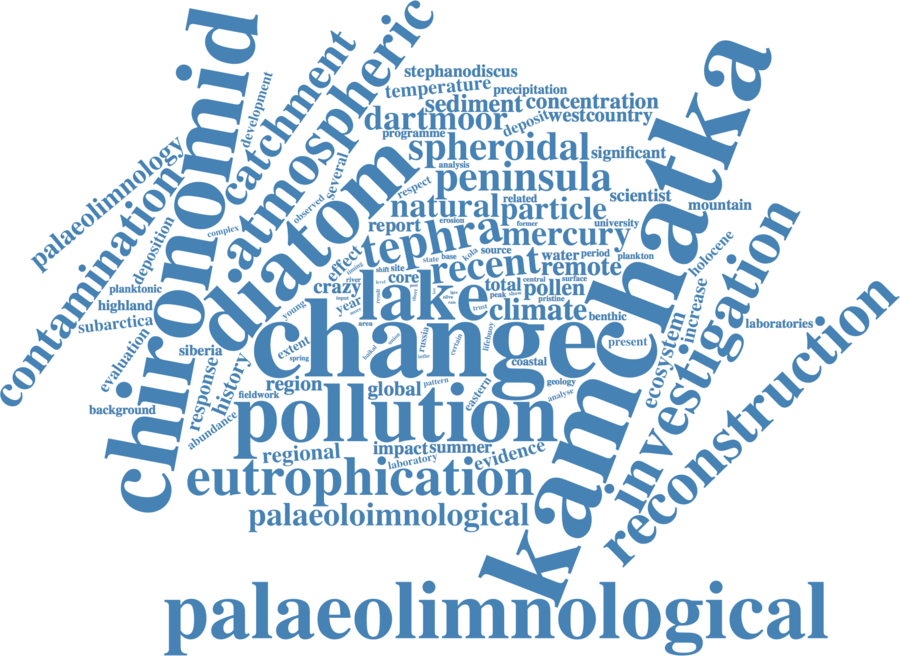 chironomid
catchment
atmospheric
stephanodiscus
temperature
precipitation
sediment
concentration
dartmoor
deposit
westcountry
programme
development
palaeolimnology
contamination
diatom
several
observed
complex
respect
analysis
spheroidal
significant
kamchatka
peninsula
scientist
mountain
natural
related
particle
report
erosion
former
university
tephra
mercury
effect
deposition
planktonic
highland
subarctica
evaluation
siberia
response
history
background
abundance
state
base
kola
source
water
period
plankton
shift
site
core
recent
remote
crazy
river
year
young
total
central
surface
pollen
peak
pristine
lake
climate
benthic
trust
holocene
increase
ecosystem
investigation
laboratories
change
area
russia
baikal
certain
present
extent
spring
coastal
region
fieldwork
global
pattern
eastern
geology
analyse
pollution
regional
impact
summer
evidence
laboratory
eutrophication
reconstruction
palaeoloimnological
palaeolimnological